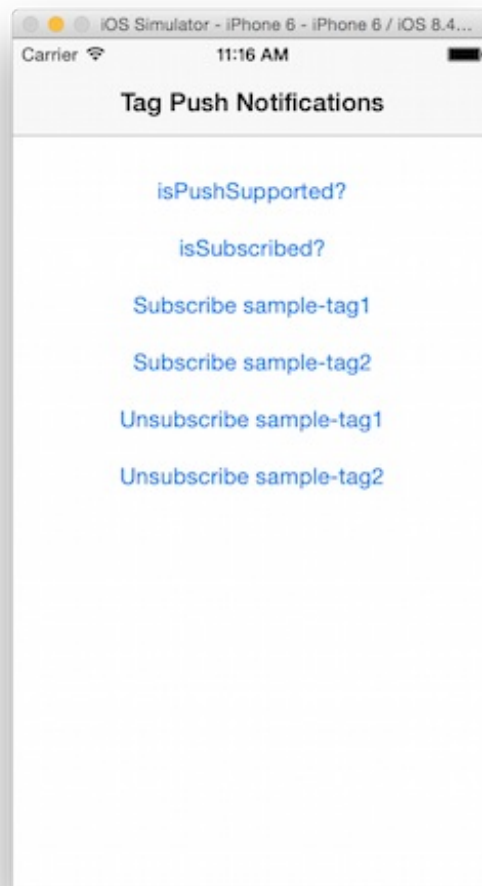 iOS Simulator - iPhone 6 - iPhone 6 / iOS 8.4...
Carrier 11:16 AM
Tag Push Notifications
isPushSupported?
isSubscribed?
Subscribe sample-tag1
Subscribe sample-tag2
Unsubscribe sample-tag1
Unsubscribe sample-tag2